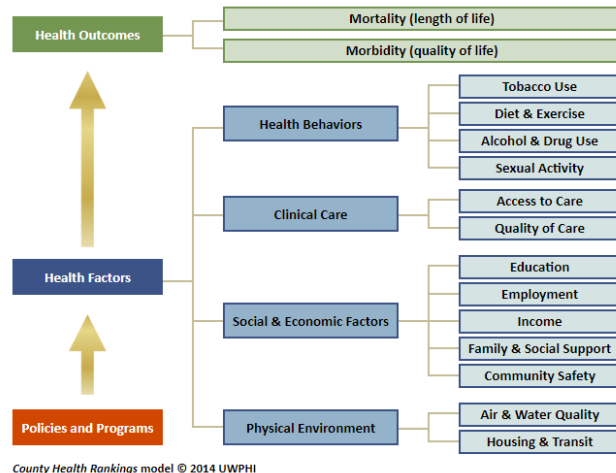 Health Outcomes
Mortality (length of life)
Morbidity (quality of life)
Health Factors
Health Behaviors
Tobacco Use
Diet & Exercise
Alcohol & Drug Use
Sexual Activity
Clinical Care
Access to Care
Quality of Care
Social & Economic Factors
Education
Employment
Income
Family & Social Support
Community Safety
Physical Environment
Air & Water Quality
Housing & Transit
Policies and Programs
County Health Rankings model © 2014 UWPHI